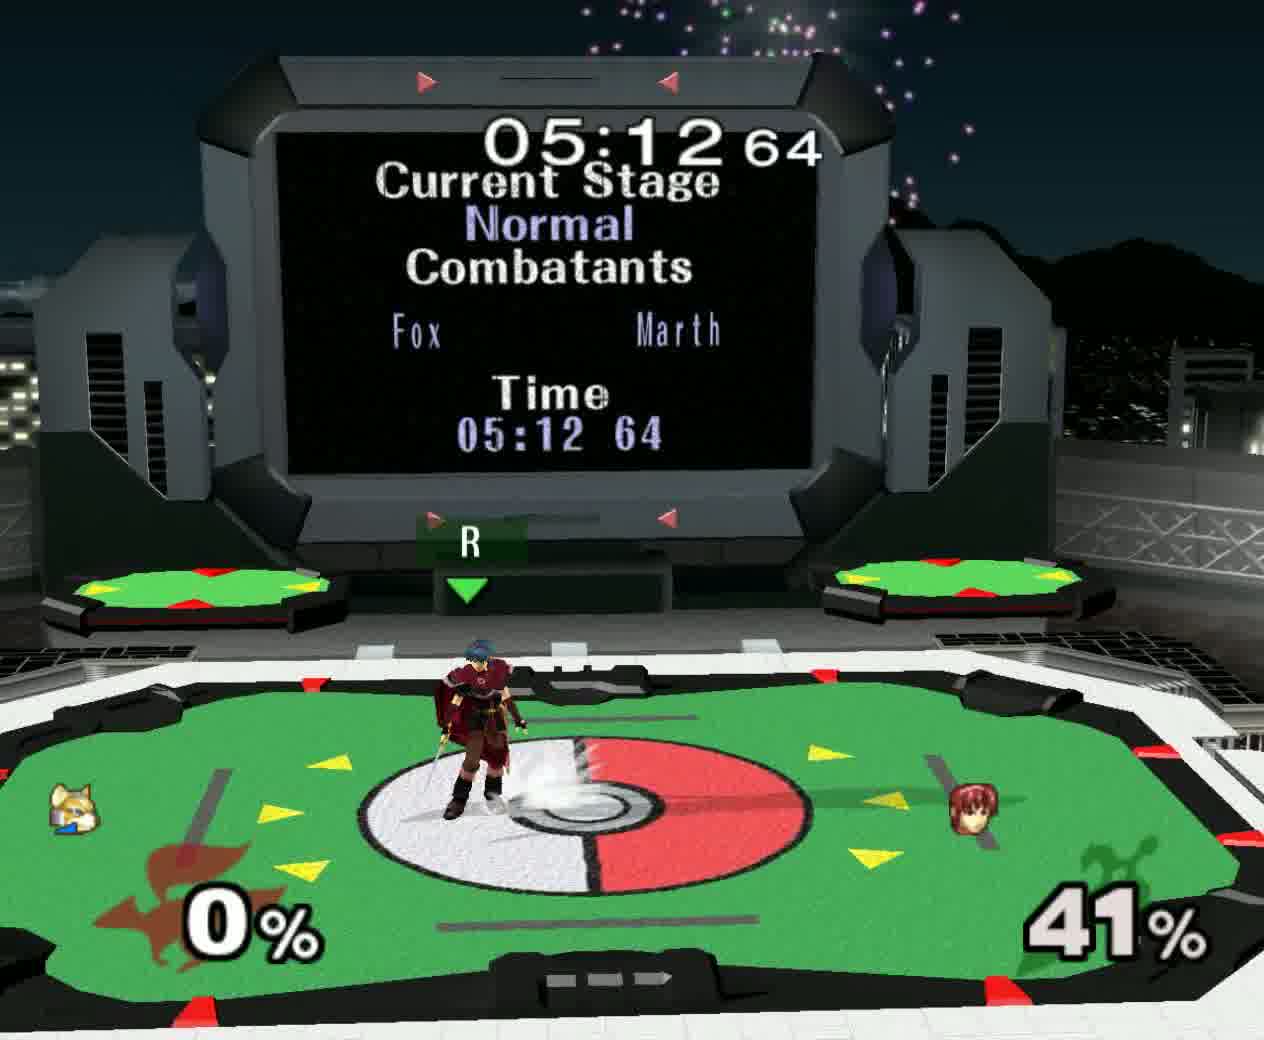 05:12 64
Current Stage
Normal
Combatants
Fox Marth
Time
05:12 64
R
0% 41%